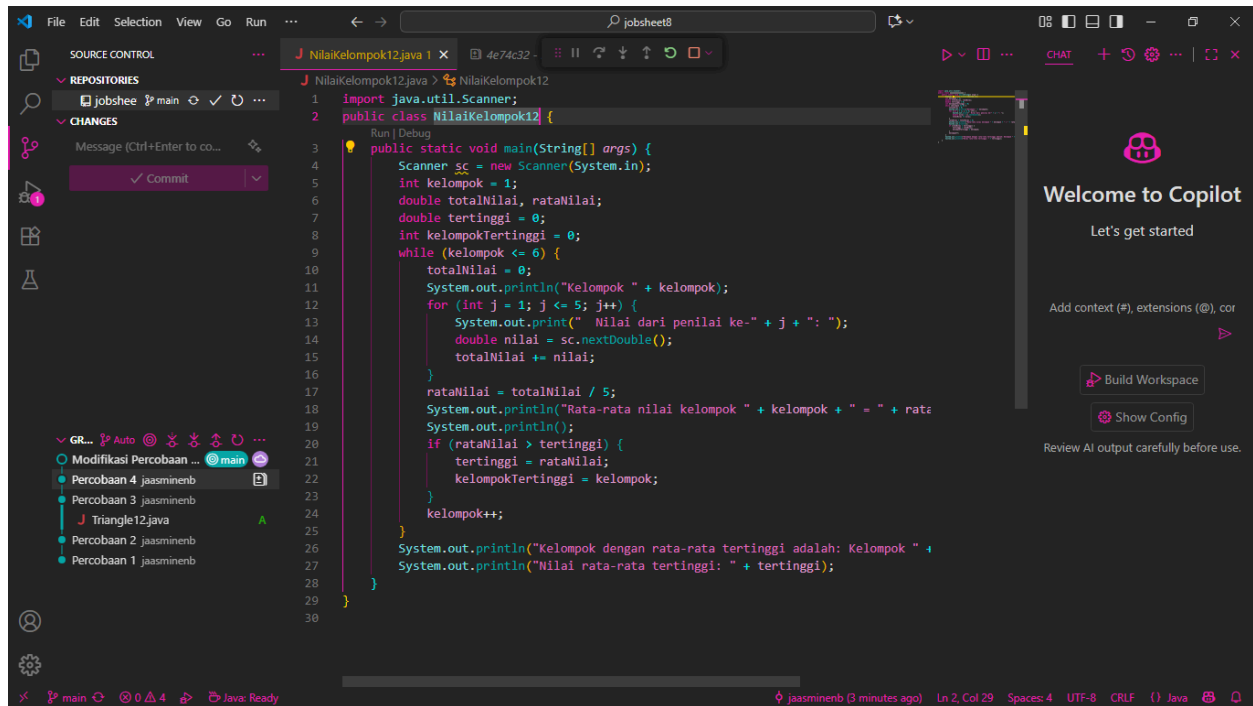 File Edit Selection View Go Run ··· jobsheet8
SOURCE CONTROL
REPOSITORIES
jobshee main
CHANGES
Message (Ctrl+Enter to co...
Commit
GR... Auto
Modifikasi Percobaan ... main
Percobaan 4 jaasminenb
Percobaan 3 jaasminenb
Triangle12.java A
Percobaan 2 jaasminenb
Percobaan 1 jaasminenb
NilaiKelompok12.java 1 4e74c32 -
NilaiKelompok12.java > NilaiKelompok12
1 import java.util.Scanner;
2 public class NilaiKelompok12 {
Run | Debug
3 public static void main(String[] args) {
4 Scanner sc = new Scanner(System.in);
5 int kelompok = 1;
6 double totalNilai, rataNilai;
7 double tertinggi = 0;
8 int kelompokTertinggi = 0;
9 while (kelompok <= 6) {
10 totalNilai = 0;
11 System.out.println("Kelompok " + kelompok);
12 for (int j = 1; j <= 5; j++) {
13 System.out.print("  Nilai dari penilai ke-" + j + ": ");
14 double nilai = sc.nextDouble();
15 totalNilai += nilai;
16 }
17 rataNilai = totalNilai / 5;
18 System.out.println("Rata-rata nilai kelompok " + kelompok + " = " + rata
19 System.out.println();
20 if (rataNilai > tertinggi) {
21 tertinggi = rataNilai;
22 kelompokTertinggi = kelompok;
23 }
24 kelompok++;
25 }
26 System.out.println("Kelompok dengan rata-rata tertinggi adalah: Kelompok " +
27 System.out.println("Nilai rata-rata tertinggi: " + tertinggi);
28 }
29 }
30
CHAT
Welcome to Copilot
Let's get started
Add context (#), extensions (@), cor
Build Workspace
Show Config
Review AI output carefully before use.
1
main 0 4 Java: Ready jaasminenb (3 minutes ago) Ln 2, Col 29 Spaces: 4 UTF-8 CRLF {} Java